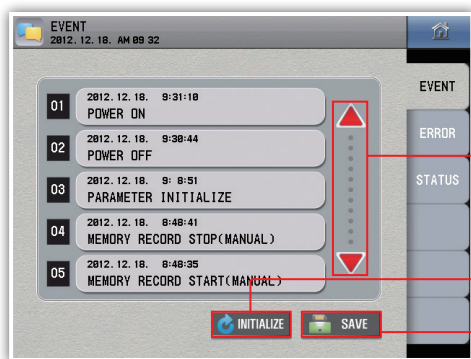 EVENT
2012. 12. 18. AM 09 32
EVENT
ERROR
STATUS
01 2012. 12. 18. 9:31:10
POWER ON
02 2012. 12. 18. 9:30:44
POWER OFF
03 2012. 12. 18. 9: 8:51
PARAMETER INITIALIZE
04 2012. 12. 18. 8:48:41
MEMORY RECORD STOP(MANUAL)
05 2012. 12. 18. 8:48:35
MEMORY RECORD START(MANUAL)
INITIALIZE
SAVE